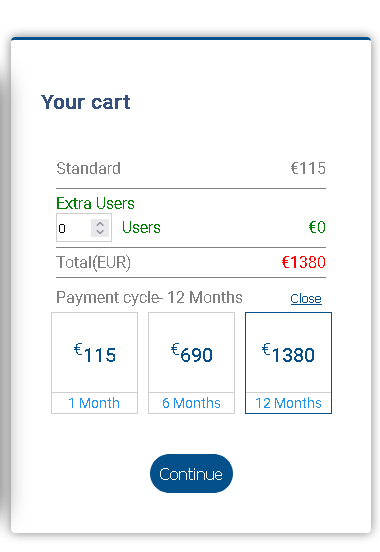 Your cart
Standard €115
Extra Users
0 Users €0
Total(EUR) €1380
Payment cycle- 12 Months Close
€115 €690 €1380
1 Month 6 Months 12 Months
Continue